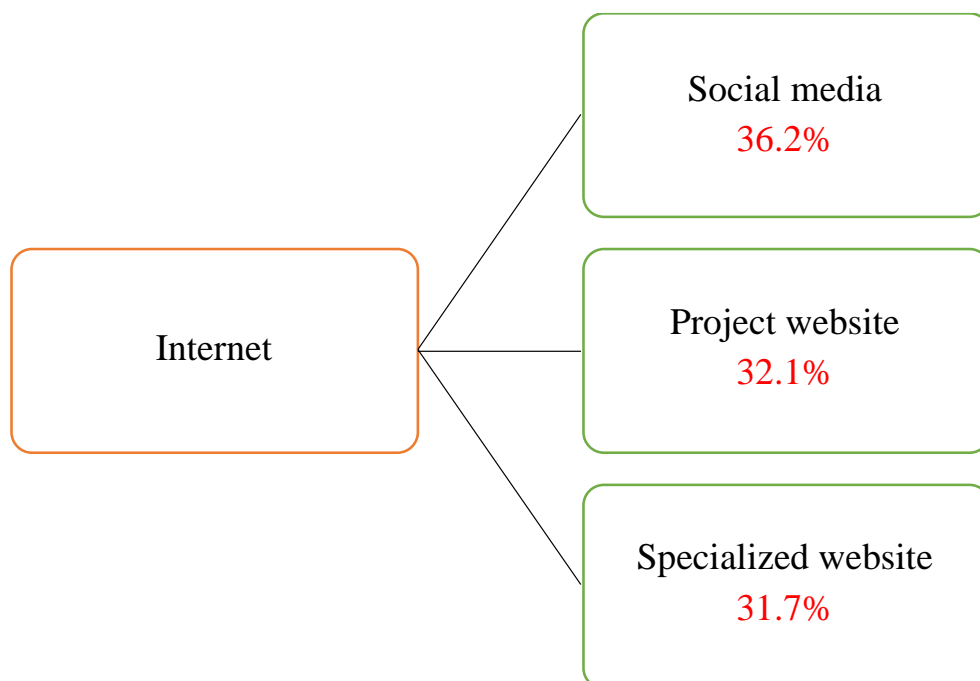 Social media
36.2%
Internet
Project website
32.1%
Specialized website
31.7%